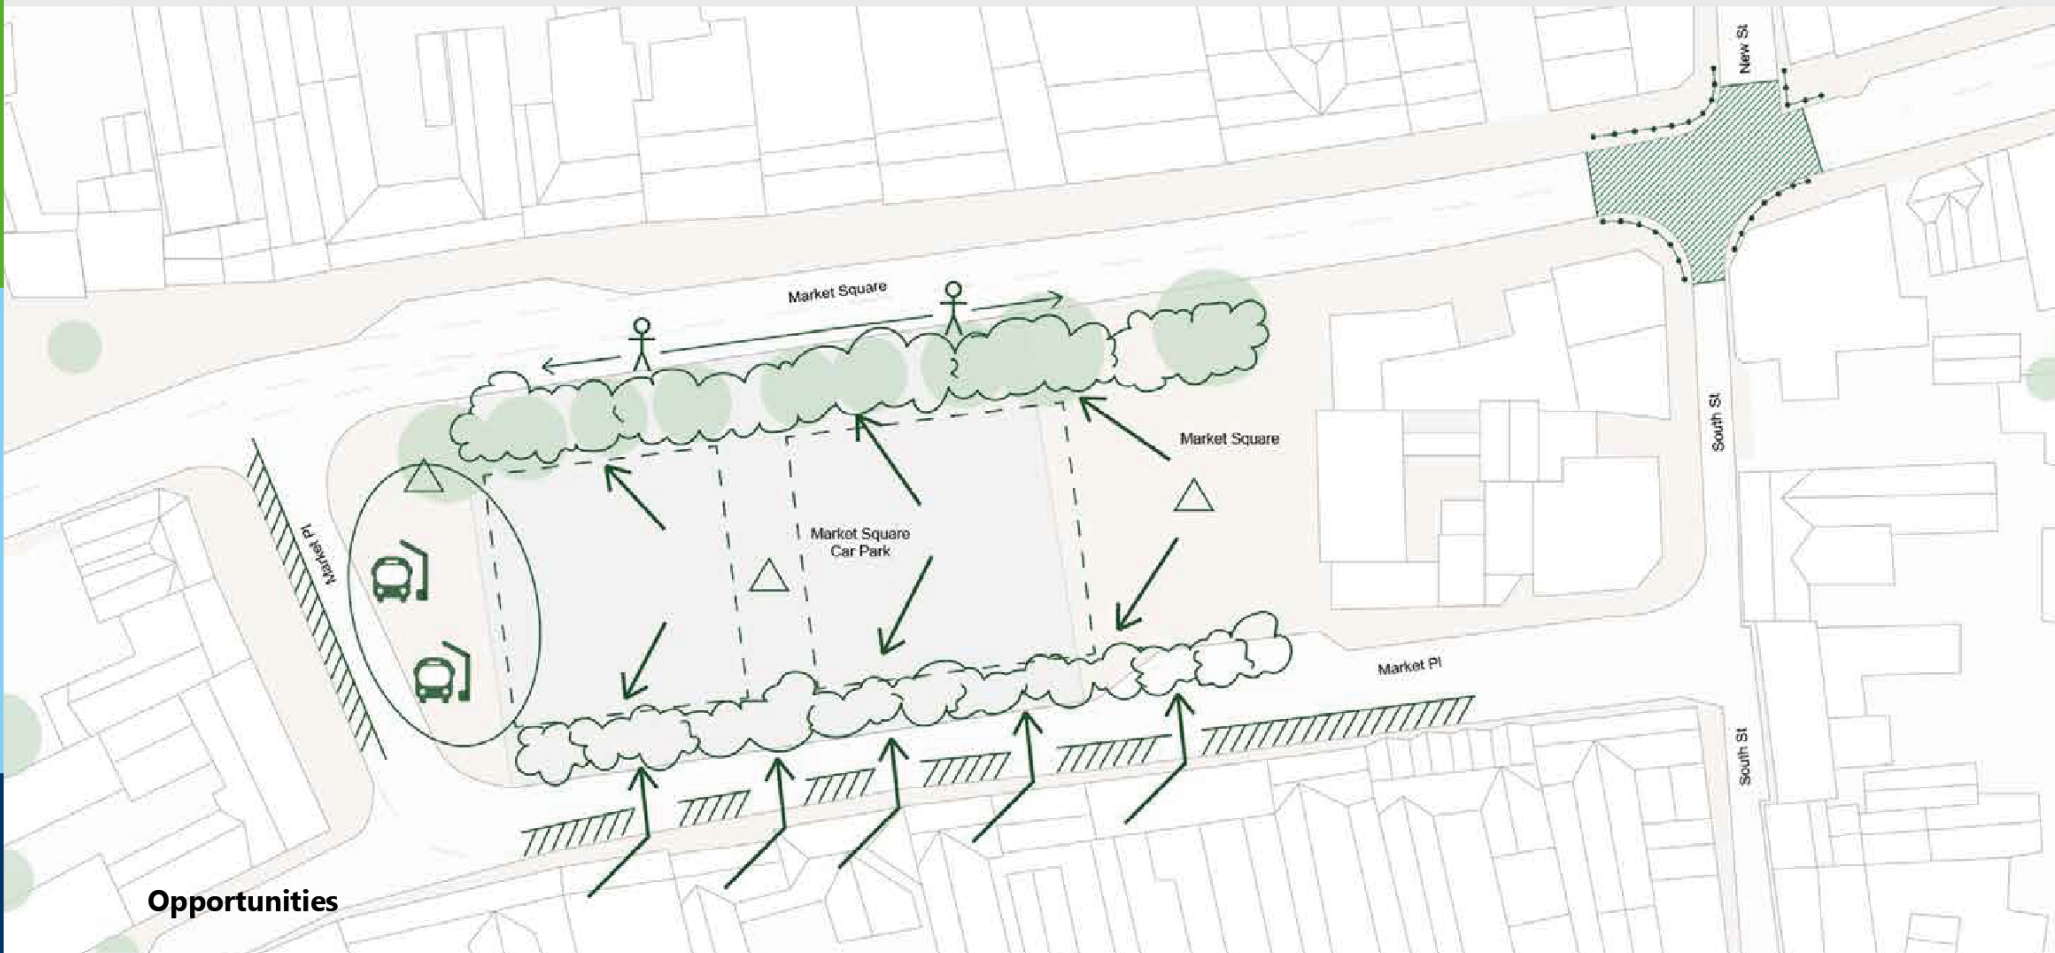 New St
Market Square
South St
Market Square
Market Square
Car Park
Market Pl
Market Pl
South St
Opportunities